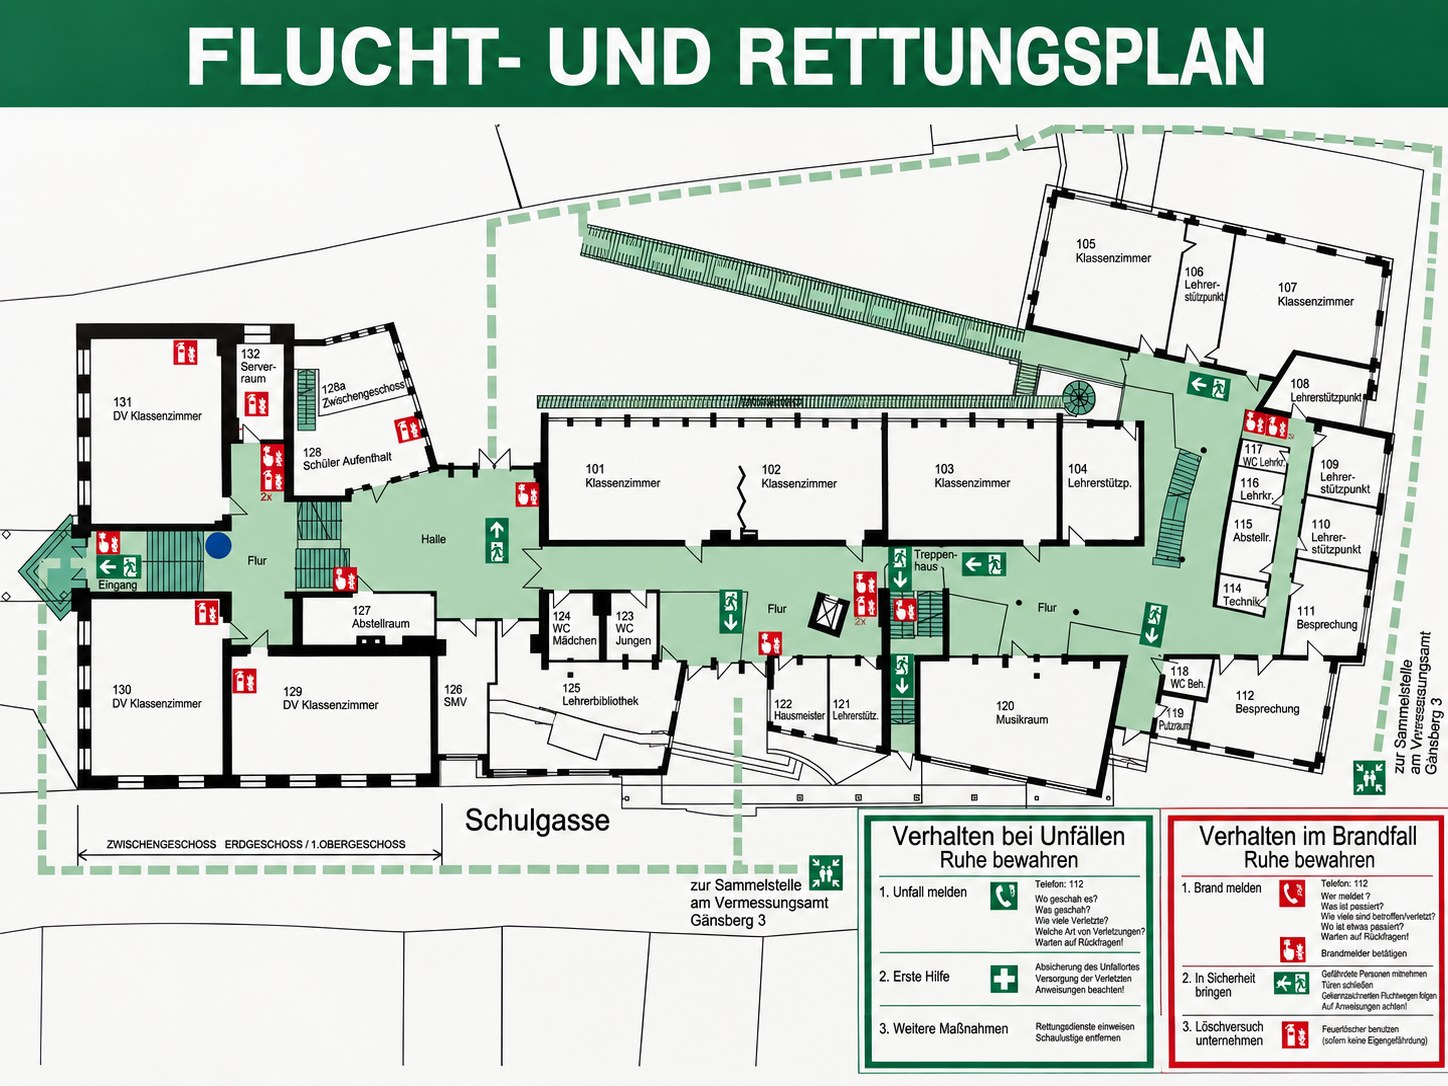 FLUCHT- UND RETTUNGSPLAN
105
Klassenzimmer
106
Lehrer-
stützpunkt
107
Klassenzimmer
108
Lehrerstützpunkt
131
DV Klassenzimmer
132
Server-
raum
128a
Zwischengeschoss
128
Schüler Aufenthalt
2x
101
Klassenzimmer
102
Klassenzimmer
103
Klassenzimmer
104
Lehrerstützp.
117
WC Lehrkr.
116
Lehrkr.
115
Abstellr.
114
Technik
109
Lehrer-
stützpunkt
110
Lehrer-
stützpunkt
111
Besprechung
Eingang
Flur
Halle
Treppen-
haus
Flur
2x
Flur
127
Abstellraum
124
WC
Mädchen
123
WC
Jungen
130
DV Klassenzimmer
129
DV Klassenzimmer
126
SMV
125
Lehrerbibliothek
122
Hausmeister
121
Lehrerstütz.
120
Musikraum
118
WC Beh.
119
Putzraum
112
Besprechung
zur Sammelstelle
am Vermessungsamt
Gänsberg 3
Schulgasse
ZWISCHENGESCHOSS ERDGESCHOSS / 1.OBERGESCHOSS
zur Sammelstelle
am Vermessungsamt
Gänsberg 3
Verhalten bei Unfällen
Ruhe bewahren
1. Unfall melden
Telefon: 112
Wo geschah es?
Was geschah?
Wie viele Verletzte?
Welche Art von Verletzungen?
Warten auf Rückfragen!
2. Erste Hilfe
Absicherung des Unfallortes
Versorgung der Verletzten
Anweisungen beachten!
3. Weitere Maßnahmen
Rettungsdienste einweisen
Schaulustige entfernen
Verhalten im Brandfall
Ruhe bewahren
1. Brand melden
Telefon: 112
Wer meldet ?
Was ist passiert?
Wie viele sind betroffen/verletzt?
Wo ist etwas passiert?
Warten auf Rückfragen!
Brandmelder betätigen
2. In Sicherheit
bringen
Gefährdete Personen mitnehmen
Türen schließen
Fluchtwegen folgen
Auf Anweisungen achten!
3. Löschversuch
unternehmen
Feuerlöscher benutzen
(sofern keine Eigengefährdung)